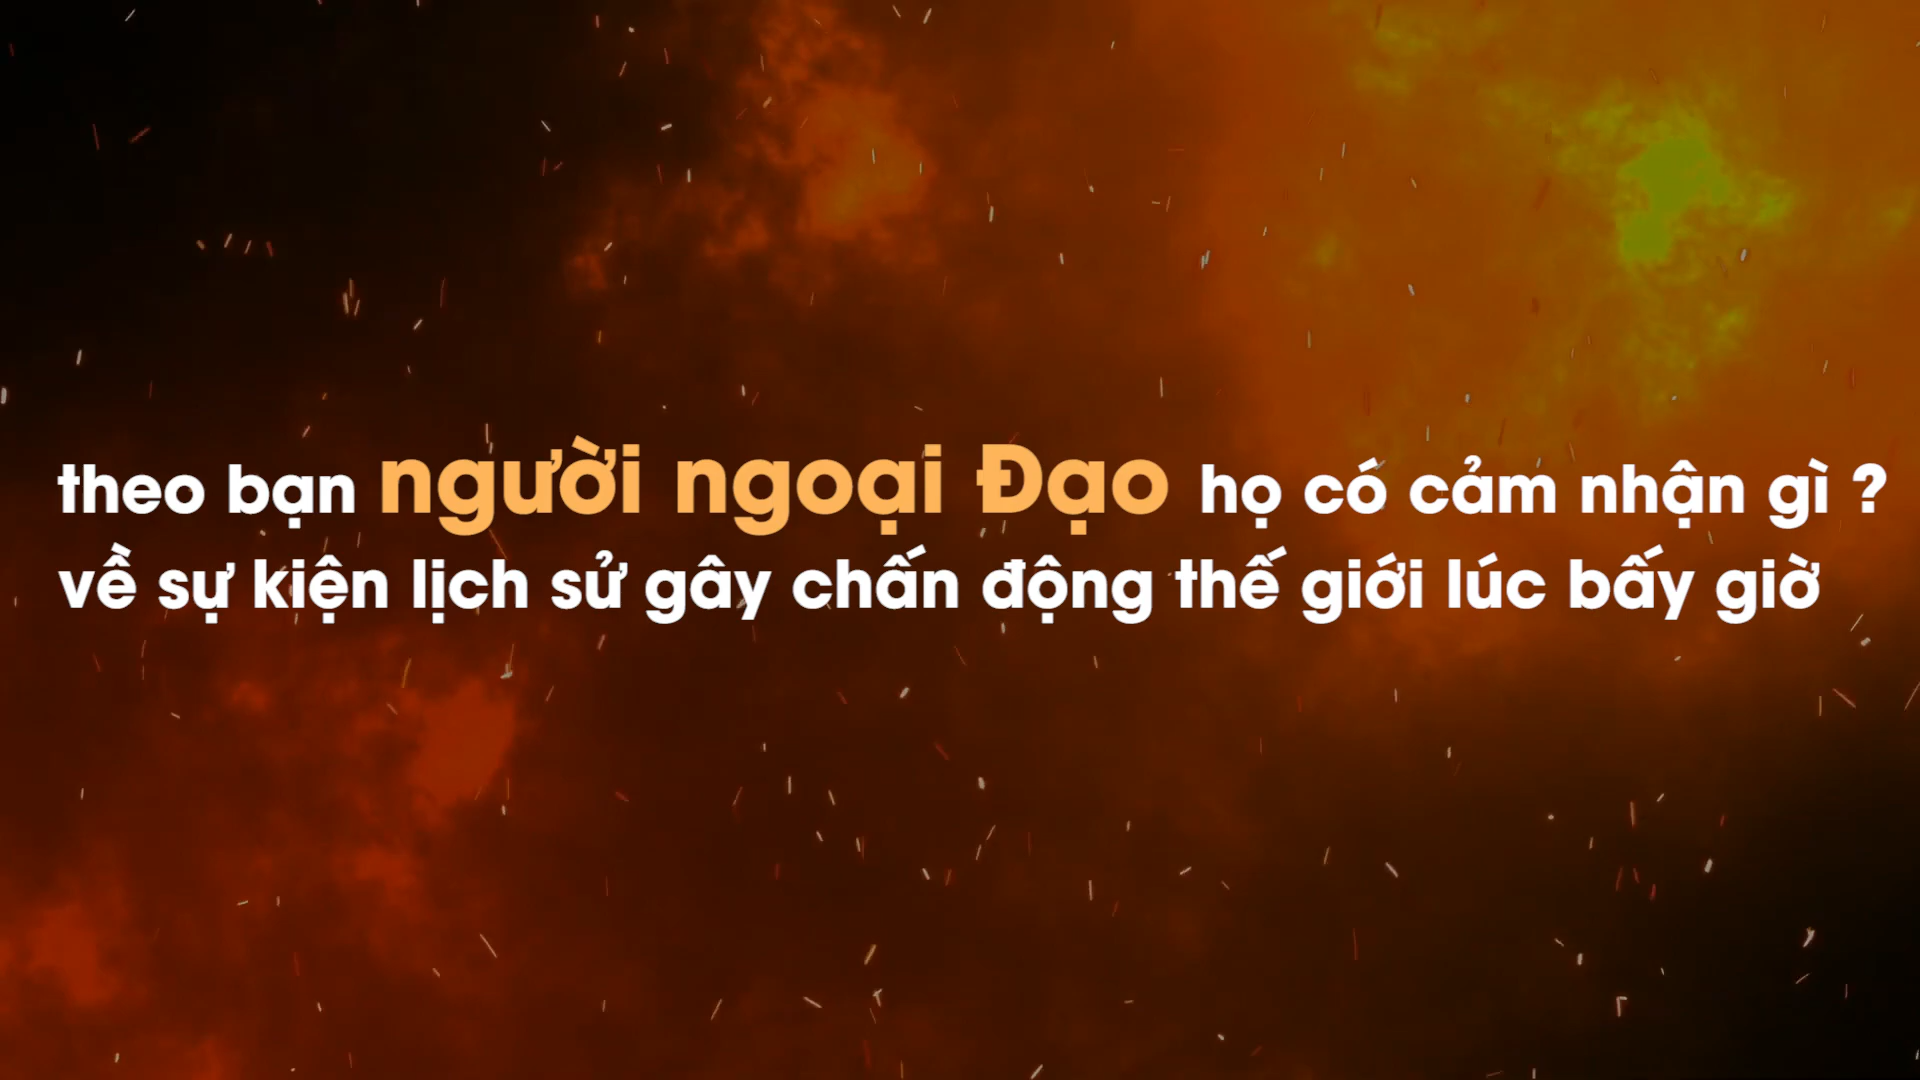 theo bạn người ngoại Đạo họ có cảm nhận gì ?
về sự kiện lịch sử gây chấn động thế giới lúc bấy giờ